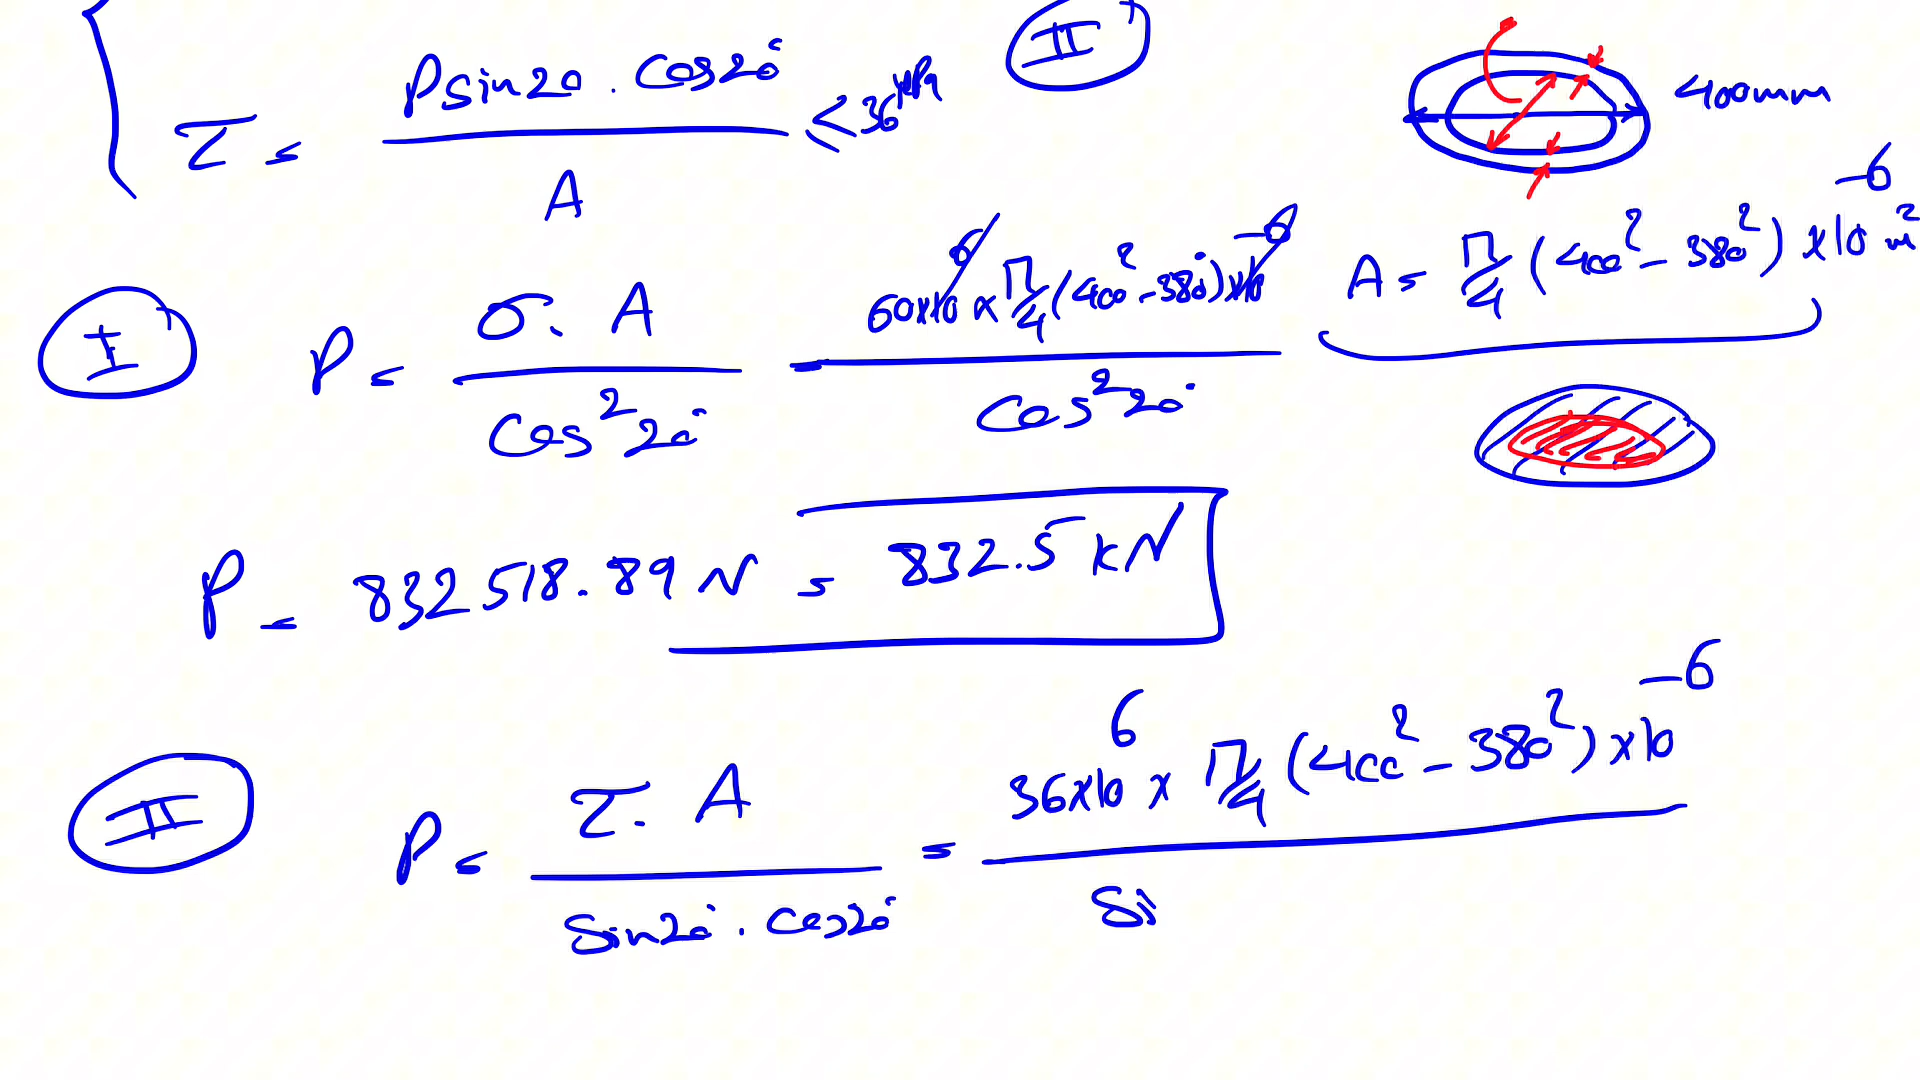 τ = P sin20 . cos20° / A < 36 MPa
II
400mm
A = π/4 (400² - 380²) x10⁻⁶ m²
I
P = σ. A / cos²20° = 60x10⁶ x π/4 (400² - 380²) x10⁻⁶ / cos²20°
P = 832518.89 N = 832.5 kN
II
P = τ. A / sin20° . cos20° = 36x10⁶ x π/4 (400² - 380²) x10⁻⁶ / Si